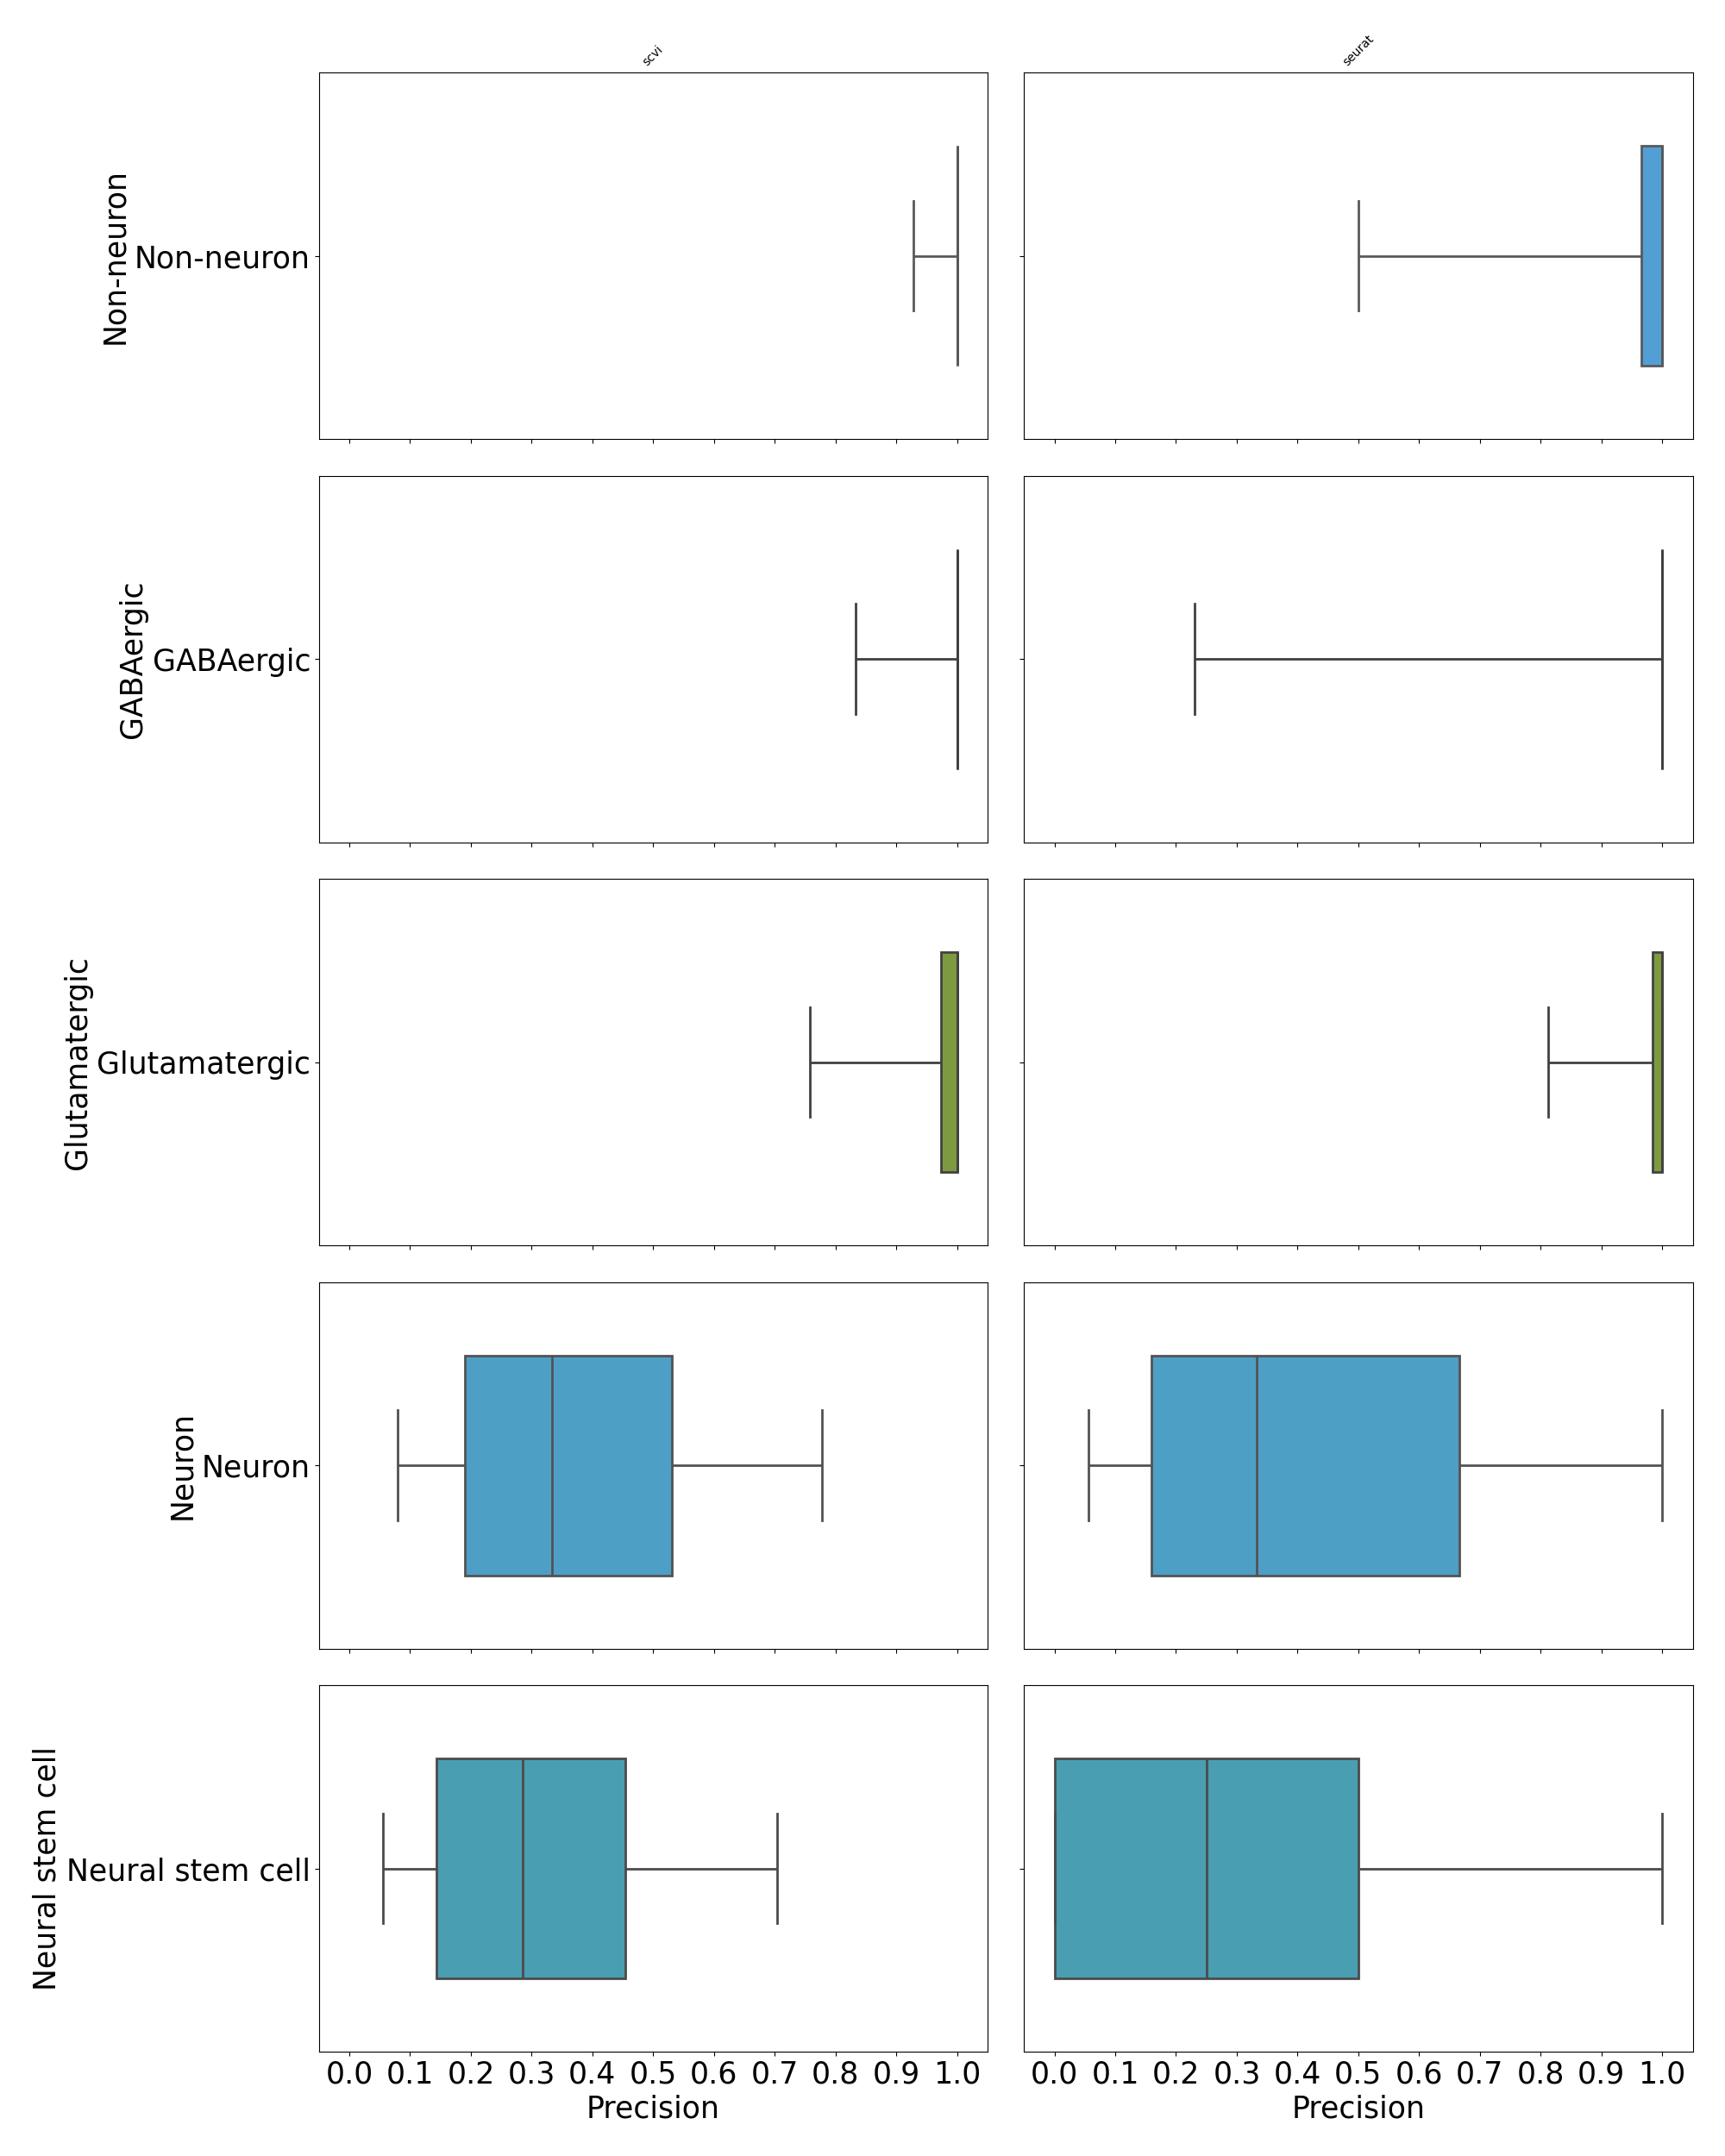 scvi
seurat
Non-neuron
Non-neuron
GABAergic
GABAergic
Glutamatergic
Glutamatergic
Neuron
Neuron
Neural stem cell
Neural stem cell
0.0 0.1 0.2 0.3 0.4 0.5 0.6 0.7 0.8 0.9 1.0
0.0 0.1 0.2 0.3 0.4 0.5 0.6 0.7 0.8 0.9 1.0
Precision
Precision